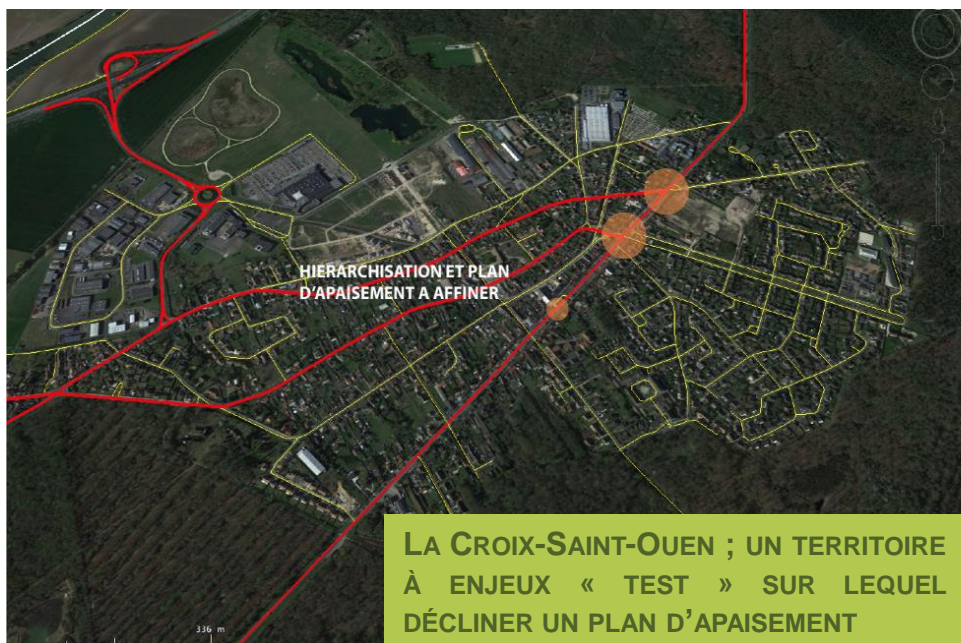 HIERARCHISATION ET PLAN
D'APAISEMENT A AFFINER
LA CROIX-SAINT-OUEN ; UN TERRITOIRE
À ENJEUX « TEST » SUR LEQUEL
DÉCLINER UN PLAN D'APAISEMENT
336 m